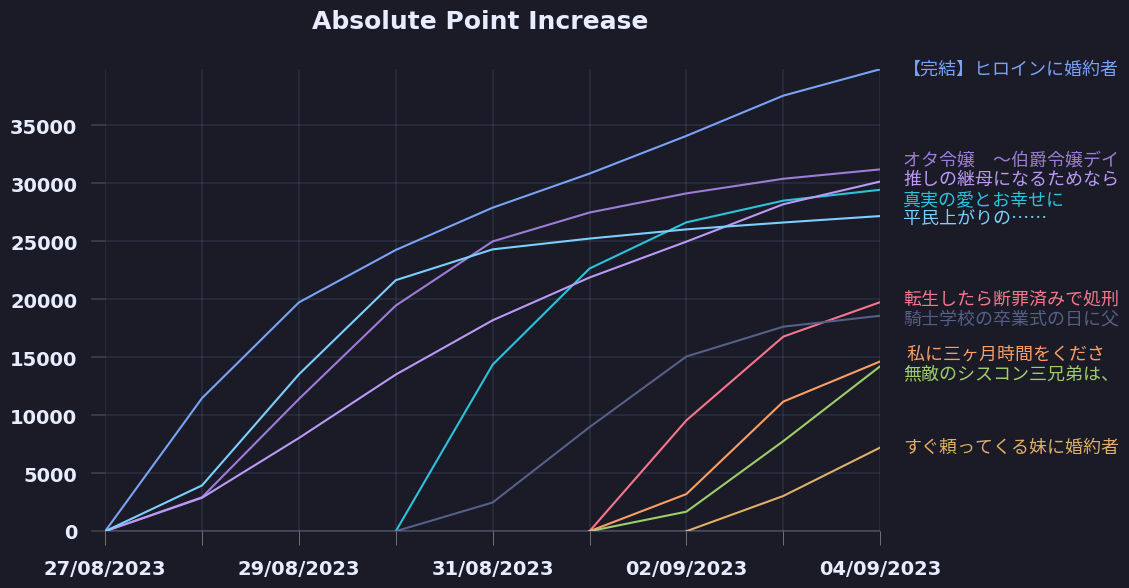 Absolute Point Increase
35000
30000
25000
20000
15000
10000
5000
0
27/08/2023
29/08/2023
31/08/2023
02/09/2023
04/09/2023
【完結】ヒロインに婚約者
オタ令嬢　～伯爵令嬢デイ
推しの継母になるためなら
真実の愛とお幸せに
平民上がりの……
転生したら断罪済みで処刑
騎士学校の卒業式の日に父
私に三ヶ月時間をくださ
無敵のシスコン三兄弟は、
すぐ頼ってくる妹に婚約者